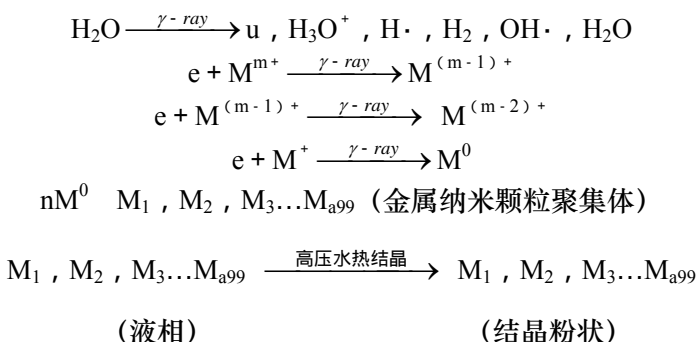 H₂O —γ - ray→ u , H₃O⁺ , H· , H₂ , OH· , H₂O
e + Mᵐ⁺ —γ - ray→ M⁽ᵐ⁻¹⁾⁺
e + M⁽ᵐ⁻¹⁾⁺ —γ - ray→ M⁽ᵐ⁻²⁾⁺
e + M⁺ —γ - ray→ M⁰
nM⁰ M₁ , M₂ , M₃…Mₐ₉₉ (金属纳米颗粒聚集体)
M₁ , M₂ , M₃…Mₐ₉₉ —高压水热结晶→ M₁ , M₂ , M₃…Mₐ₉₉
(液相) (结晶粉状)